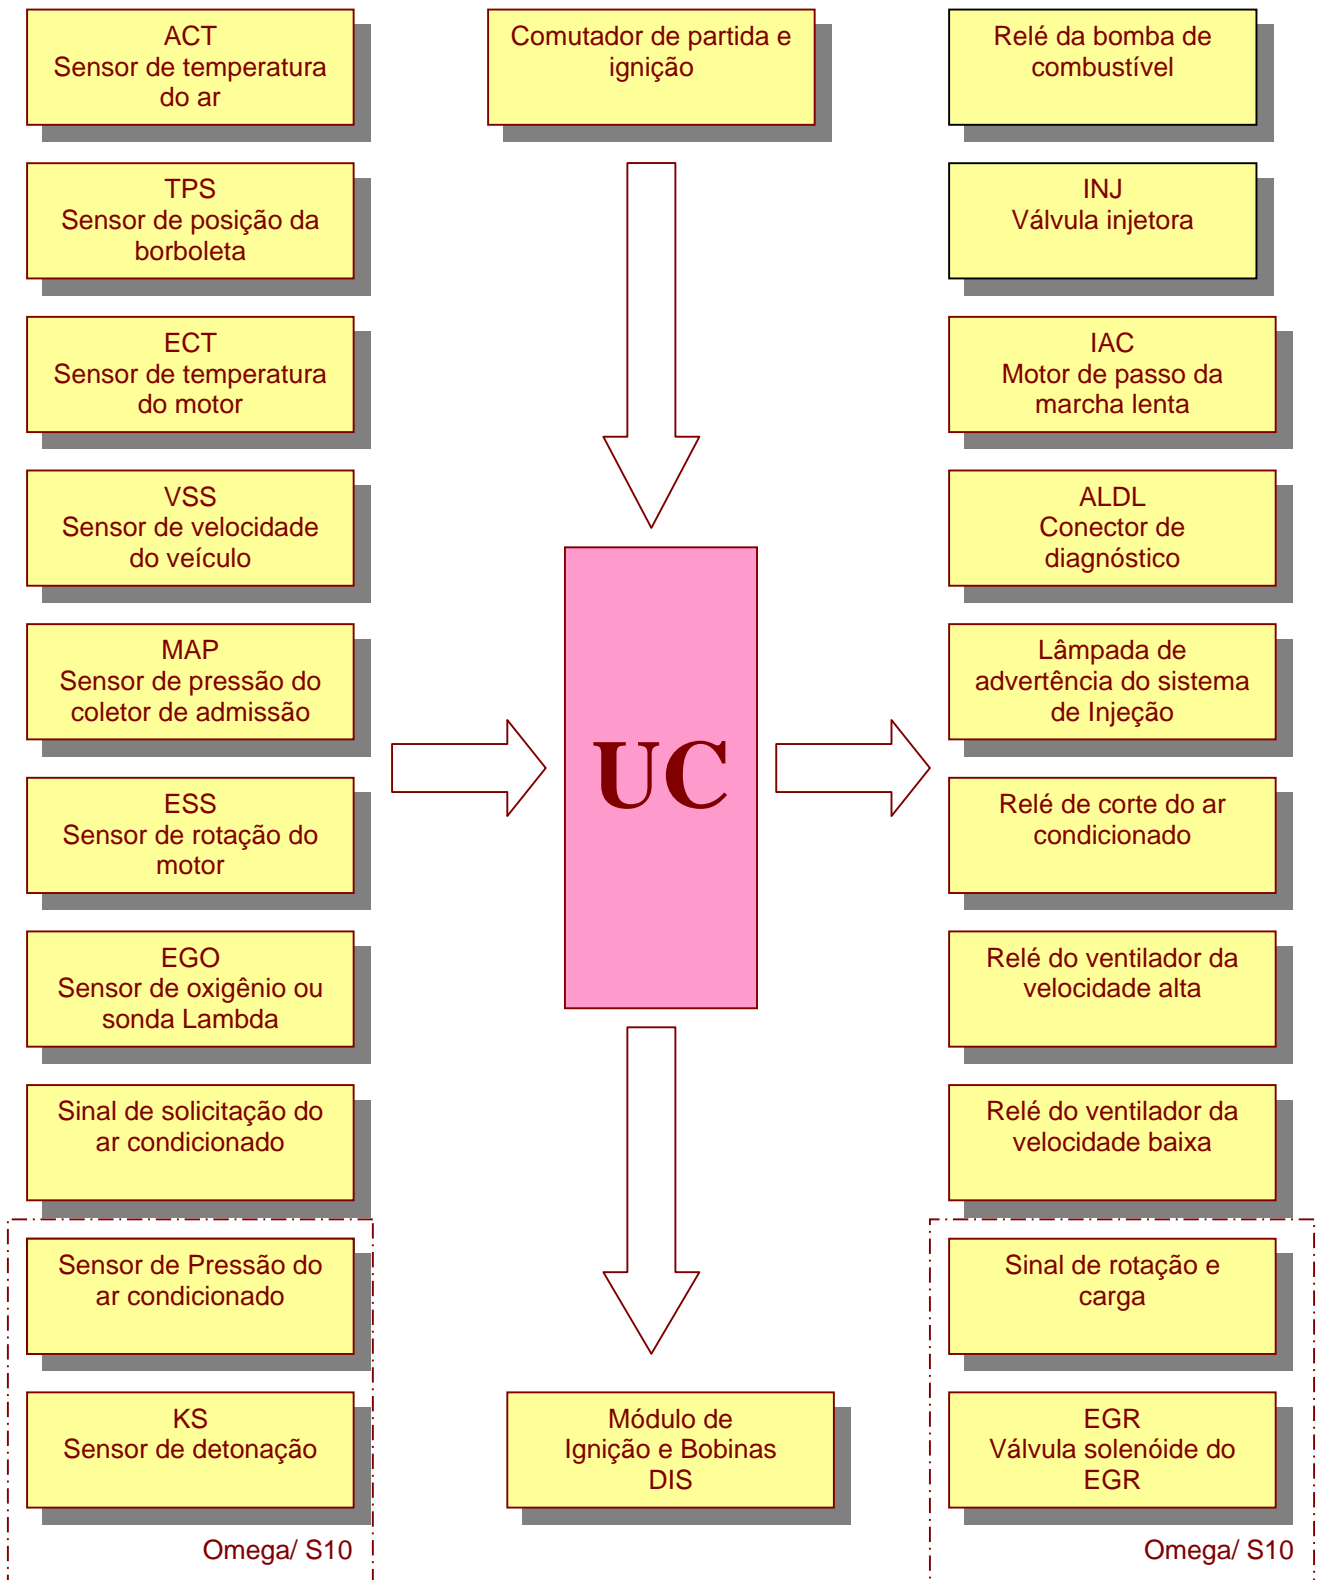 ACT
Sensor de temperatura
do ar
TPS
Sensor de posição da
borboleta
ECT
Sensor de temperatura
do motor
VSS
Sensor de velocidade
do veículo
MAP
Sensor de pressão do
coletor de admissão
ESS
Sensor de rotação do
motor
EGO
Sensor de oxigênio ou
sonda Lambda
Sinal de solicitação do
ar condicionado
Sensor de Pressão do
ar condicionado
KS
Sensor de detonação
Omega/ S10
Comutador de partida e
ignição
UC
Módulo de
Ignição e Bobinas
DIS
Relé da bomba de
combustível
INJ
Válvula injetora
IAC
Motor de passo da
marcha lenta
ALDL
Conector de
diagnóstico
Lâmpada de
advertência do sistema
de Injeção
Relé de corte do ar
condicionado
Relé do ventilador da
velocidade alta
Relé do ventilador da
velocidade baixa
Sinal de rotação e
carga
EGR
Válvula solenóide do
EGR
Omega/ S10